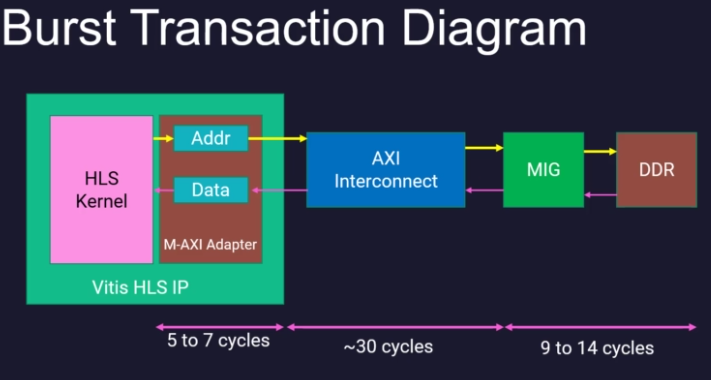 Burst Transaction Diagram
HLS
Kernel
Addr
Data
M-AXI Adapter
Vitis HLS IP
AXI
Interconnect
MIG
DDR
5 to 7 cycles
~30 cycles
9 to 14 cycles